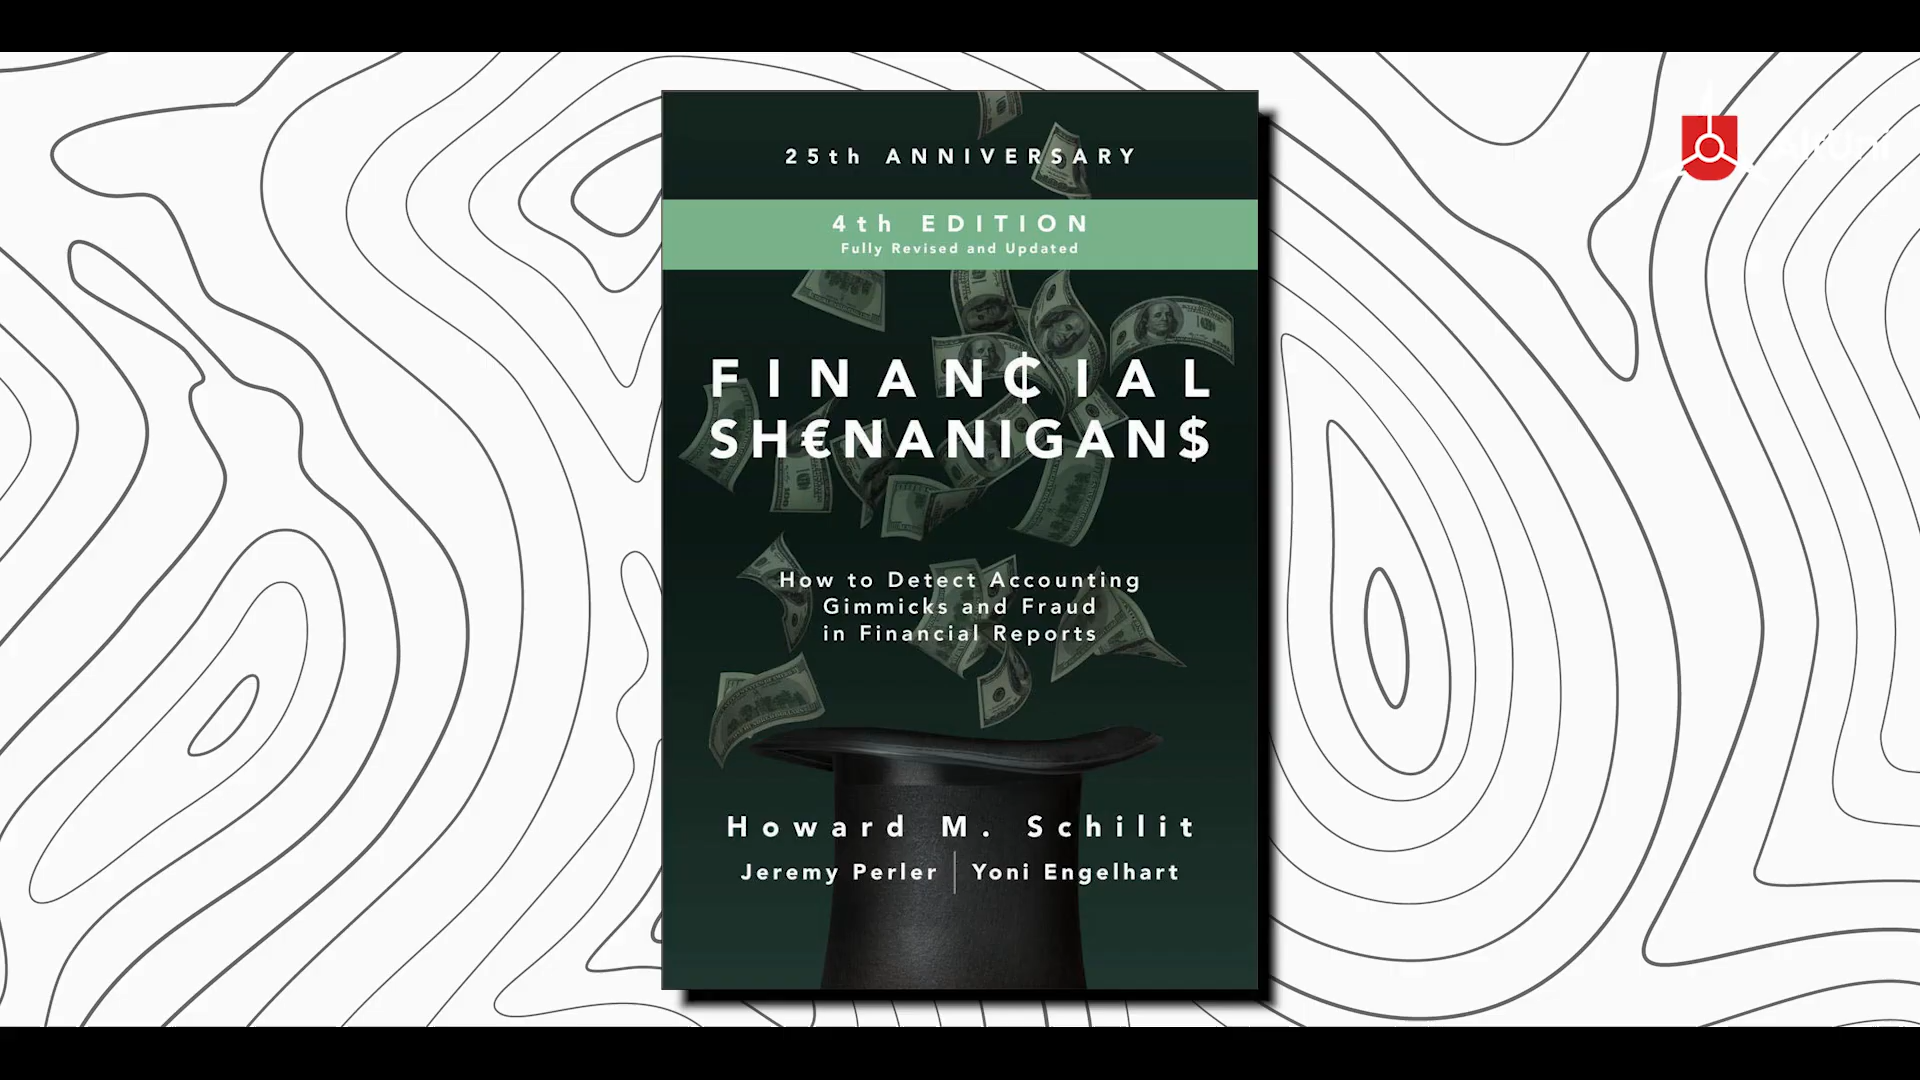 25th ANNIVERSARY
4th EDITION
Fully Revised and Updated
FINAN₵IAL
SH€NANIGAN$
How to Detect Accounting
Gimmicks and Fraud
in Financial Reports
Howard M. Schilit
Jeremy Perler | Yoni Engelhart